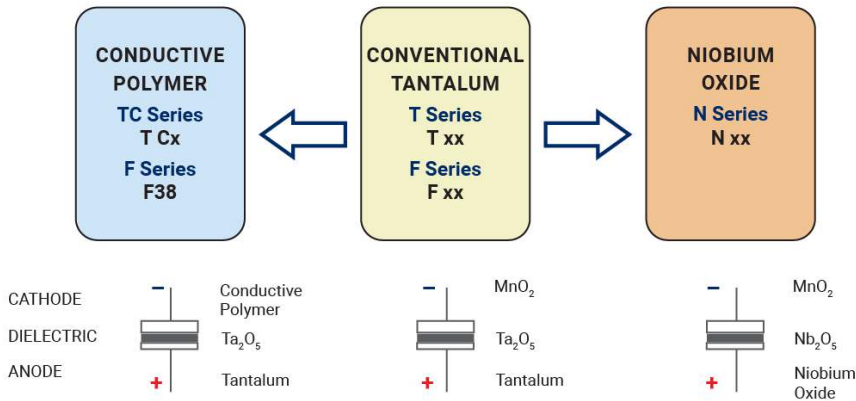 CONDUCTIVE
POLYMER
TC Series
T Cx
F Series
F38
CONVENTIONAL
TANTALUM
T Series
T xx
F Series
F xx
NIOBIUM
OXIDE
N Series
N xx
CATHODE
DIELECTRIC
ANODE
–
Conductive
Polymer
Ta₂O₅
+
Tantalum
–
MnO₂
Ta₂O₅
+
Tantalum
–
MnO₂
Nb₂O₅
+
Niobium
Oxide